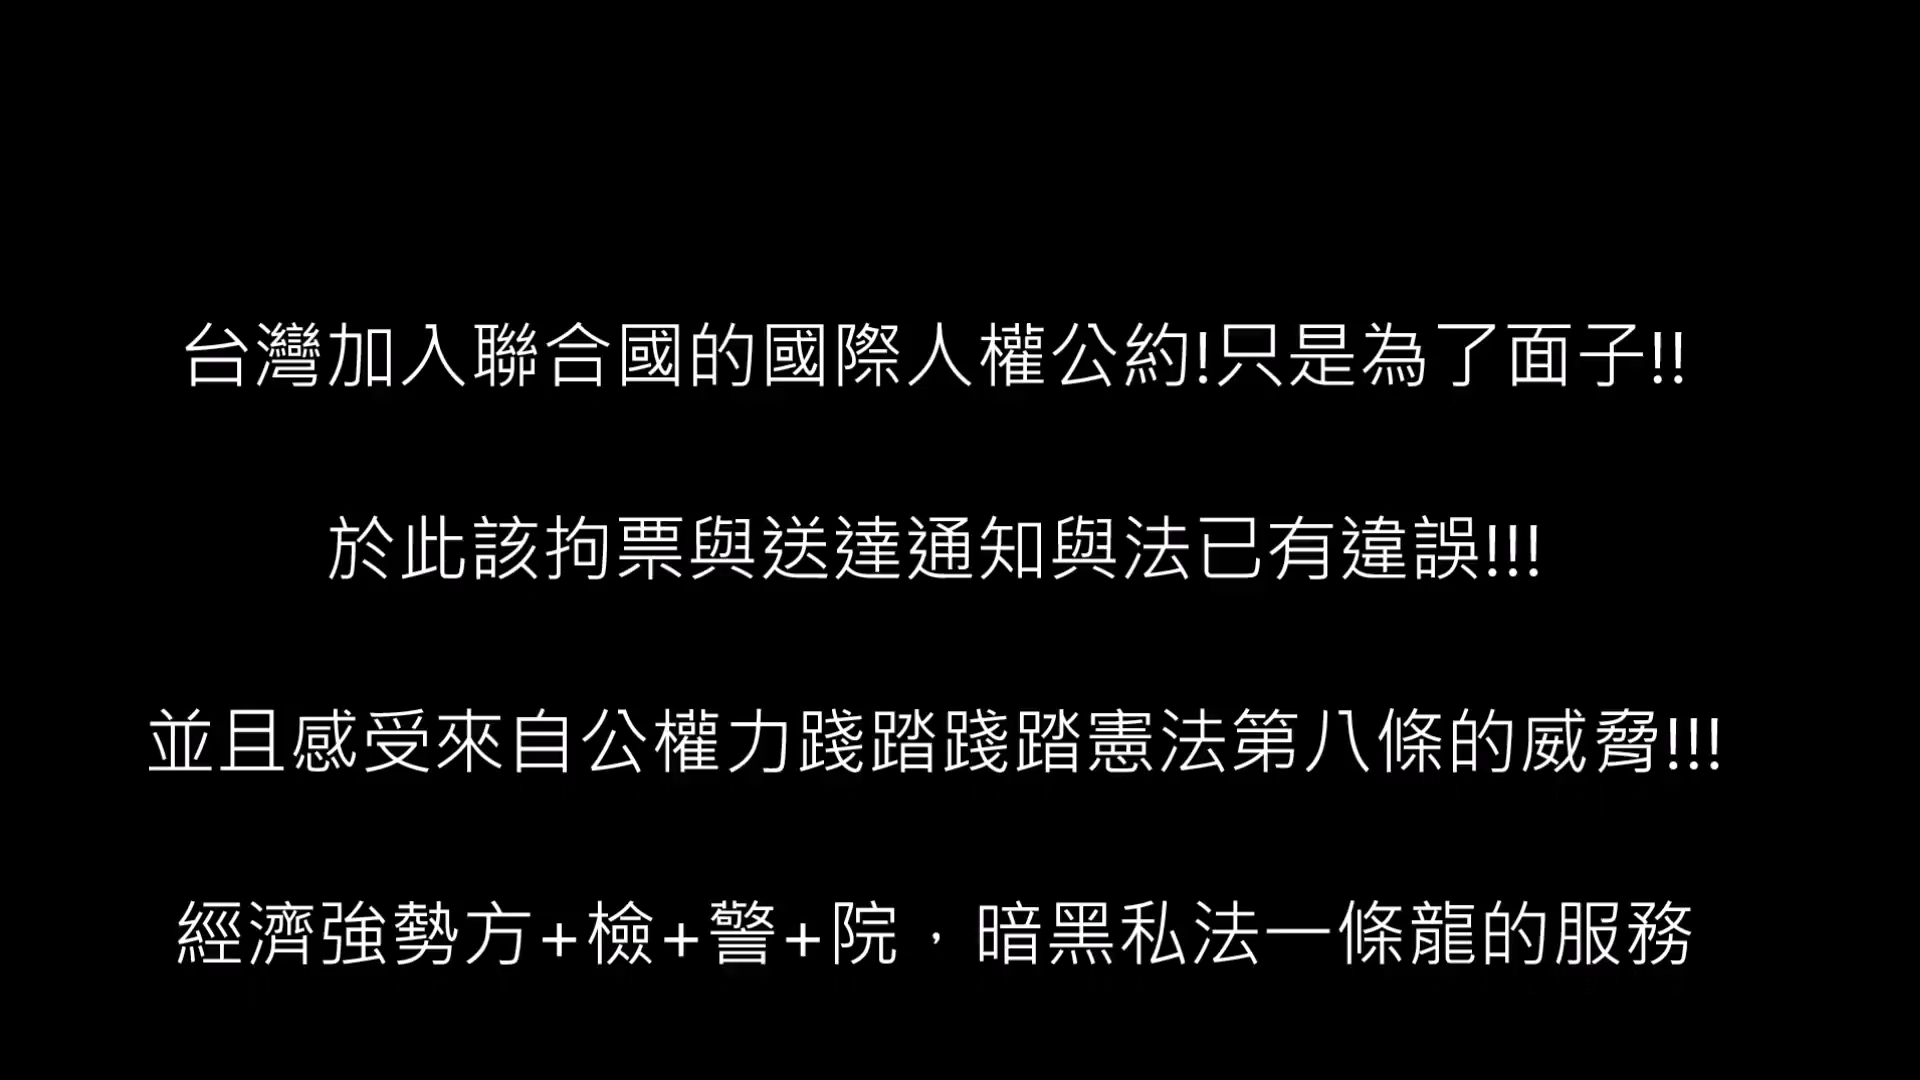 台灣加入聯合國的國際人權公約!只是為了面子!!
於此該拘票與送達通知與法已有違誤!!!
並且感受來自公權力踐踏踐踏憲法第八條的威脅!!!
經濟強勢方+檢+警+院，暗黑私法一條龍的服務